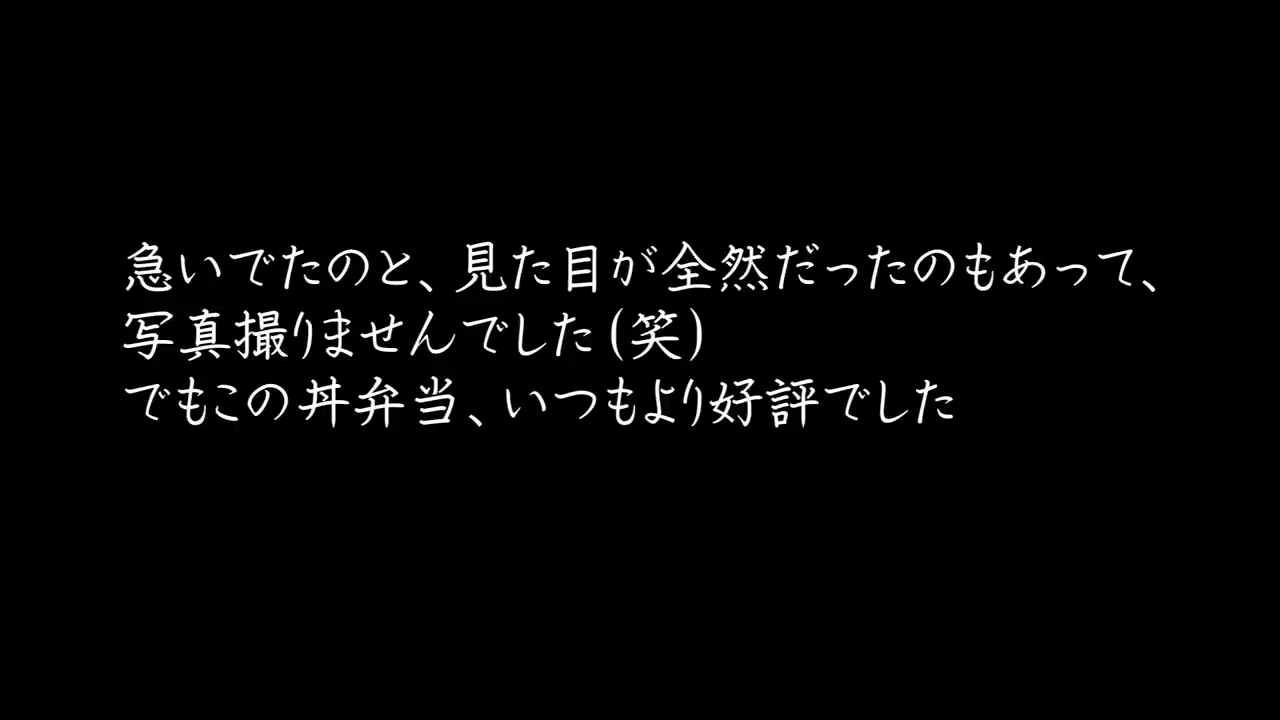 急いでたのと、見た目が全然だったのもあって、
写真撮りませんでした(笑)
でもこの丼弁当、いつもより好評でした